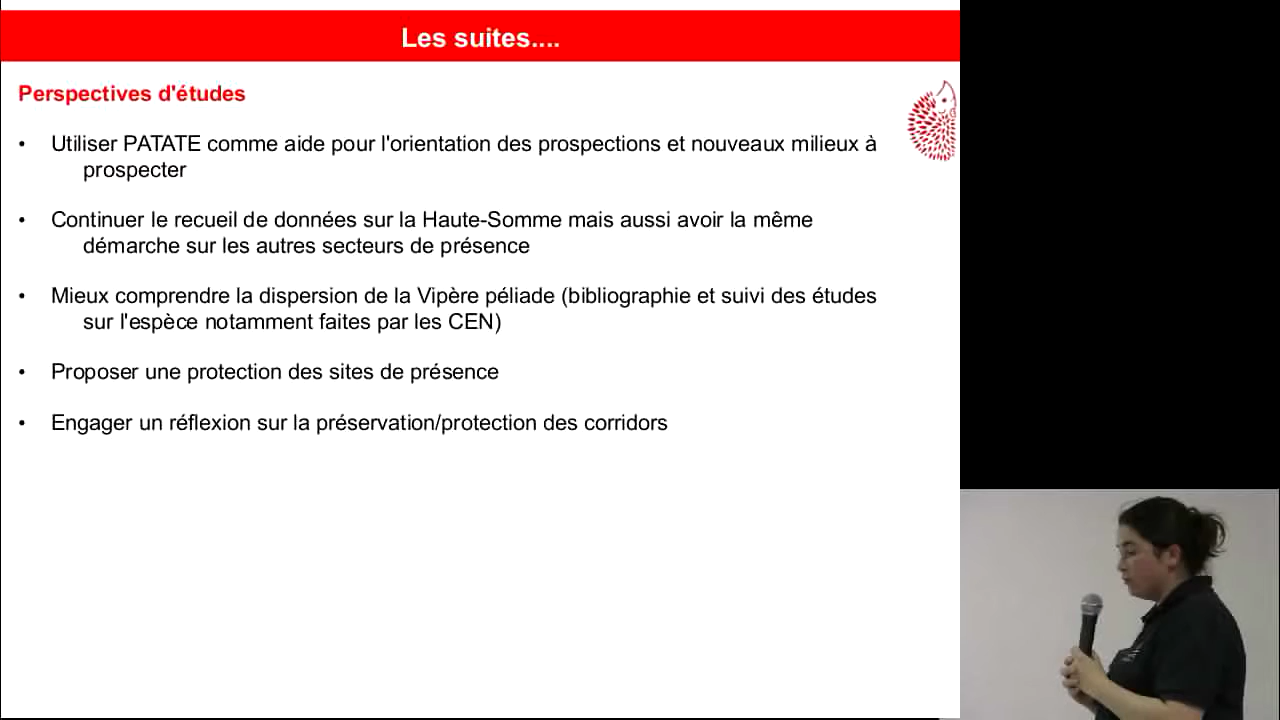 Les suites....
Perspectives d'études
• Utiliser PATATE comme aide pour l'orientation des prospections et nouveaux milieux à
prospecter
• Continuer le recueil de données sur la Haute-Somme mais aussi avoir la même
démarche sur les autres secteurs de présence
• Mieux comprendre la dispersion de la Vipère péliade (bibliographie et suivi des études
sur l'espèce notamment faites par les CEN)
• Proposer une protection des sites de présence
• Engager un réflexion sur la préservation/protection des corridors